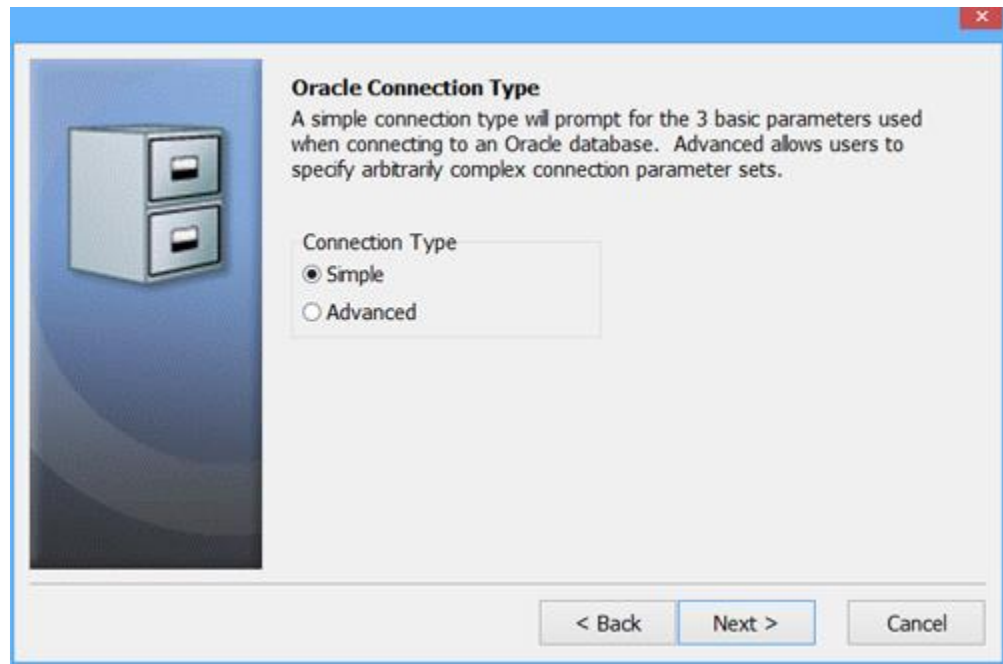 Oracle Connection Type
A simple connection type will prompt for the 3 basic parameters used
when connecting to an Oracle database. Advanced allows users to
specify arbitrarily complex connection parameter sets.
Connection Type
Simple
Advanced
< Back
Next >
Cancel